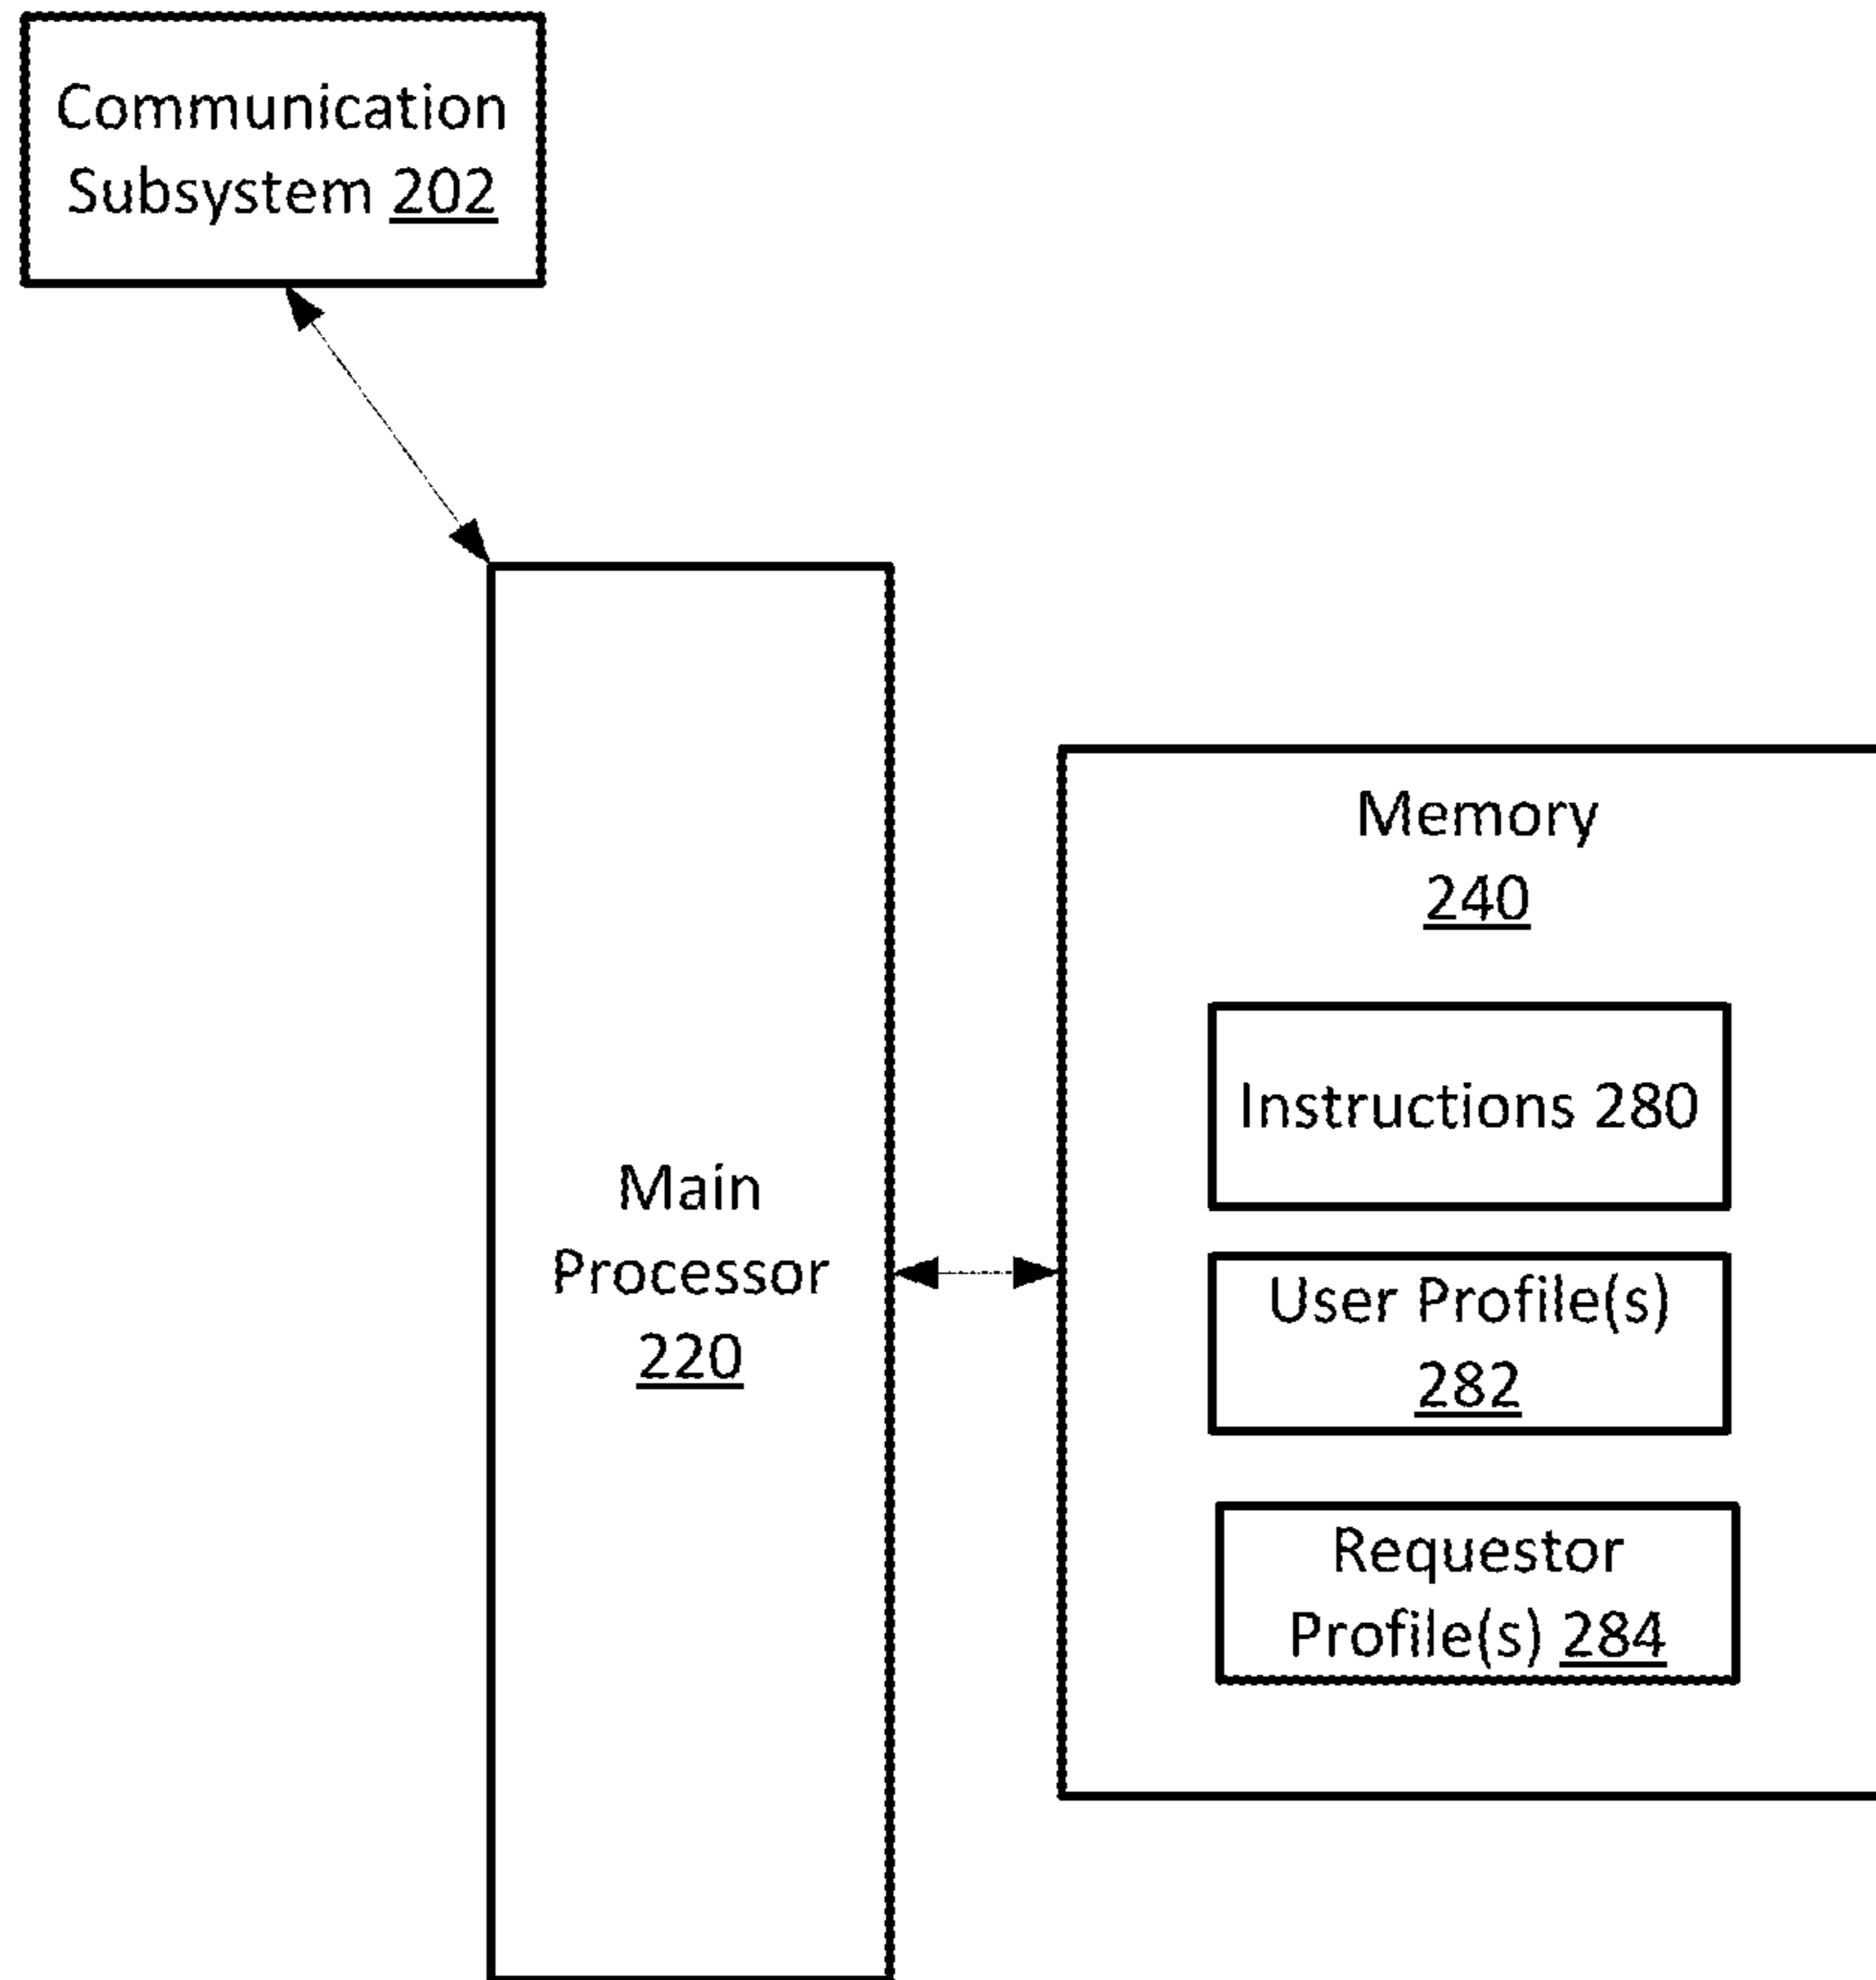 Communication
Subsystem 202
Memory
240
Instructions 280
Main
Processor
220
User Profile(s)
282
Requestor
Profile(s) 284